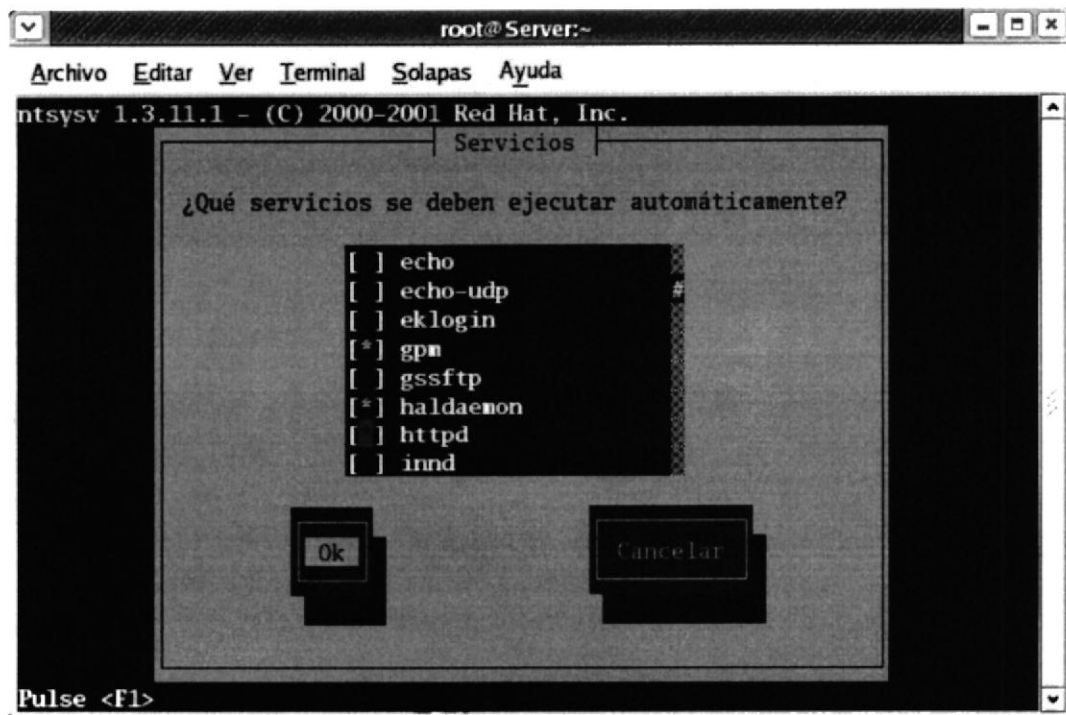 root@Server:~
Archivo Editar Ver Terminal Solapas Ayuda
ntsysv 1.3.11.1 - (C) 2000-2001 Red Hat, Inc.
Servicios
¿Qué servicios se deben ejecutar automáticamente?
[ ] echo
[ ] echo-udp #
[ ] eklogin
[*] gpm
[ ] gssftp
[*] haldaemon
[ ] httpd
[ ] innd
Ok Cancelar
Pulse <F1>